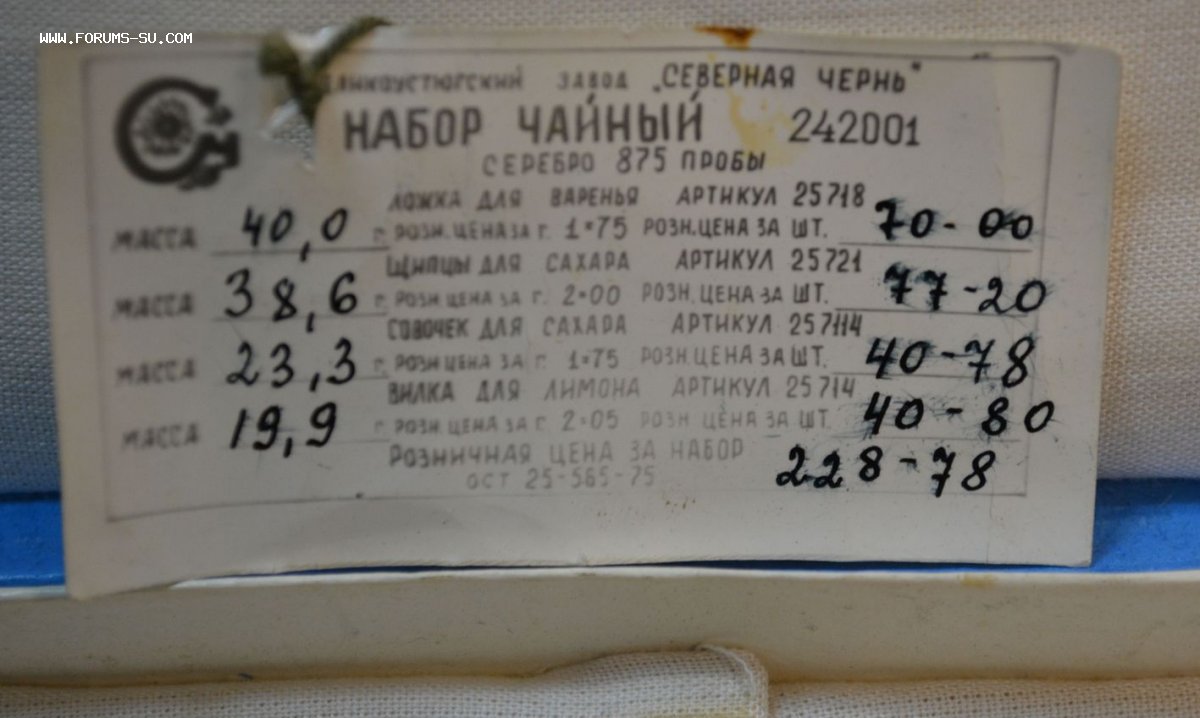 WWW.FORUMS-SU.COM
ЗАВОД „СЕВЕРНАЯ ЧЕРНЬ"
НАБОР ЧАЙНЫЙ 242001
СЕРЕБРО 875 ПРОБЫ
ЛОЖКА ДЛЯ ВАРЕНЬЯ АРТИКУЛ 25718
МАССА 40,0 г. РОЗН. ЦЕНА ЗА Г. 1=75 РОЗН. ЦЕНА ЗА ШТ. 70-00
ЩИПЦЫ ДЛЯ САХАРА АРТИКУЛ 25721
МАССА 38,6 г. РОЗН ЦЕНА ЗА Г. 2=00 РОЗН. ЦЕНА ЗА ШТ. 77-20
СОВОЧЕК ДЛЯ САХАРА АРТИКУЛ 257114
МАССА 23,3 г. РОЗН ЦЕНА ЗА Г. 1=75 РОЗН ЦЕНА ЗА ШТ. 40-78
ВИЛКА ДЛЯ ЛИМОНА АРТИКУЛ 25714
МАССА 19,9 г. РОЗН. ЦЕНА ЗА Г. 2=05 РОЗН ЦЕНА ЗА ШТ. 40-80
РОЗНИЧНАЯ ЦЕНА ЗА НАБОР 228-78
ОСТ 25-565-75